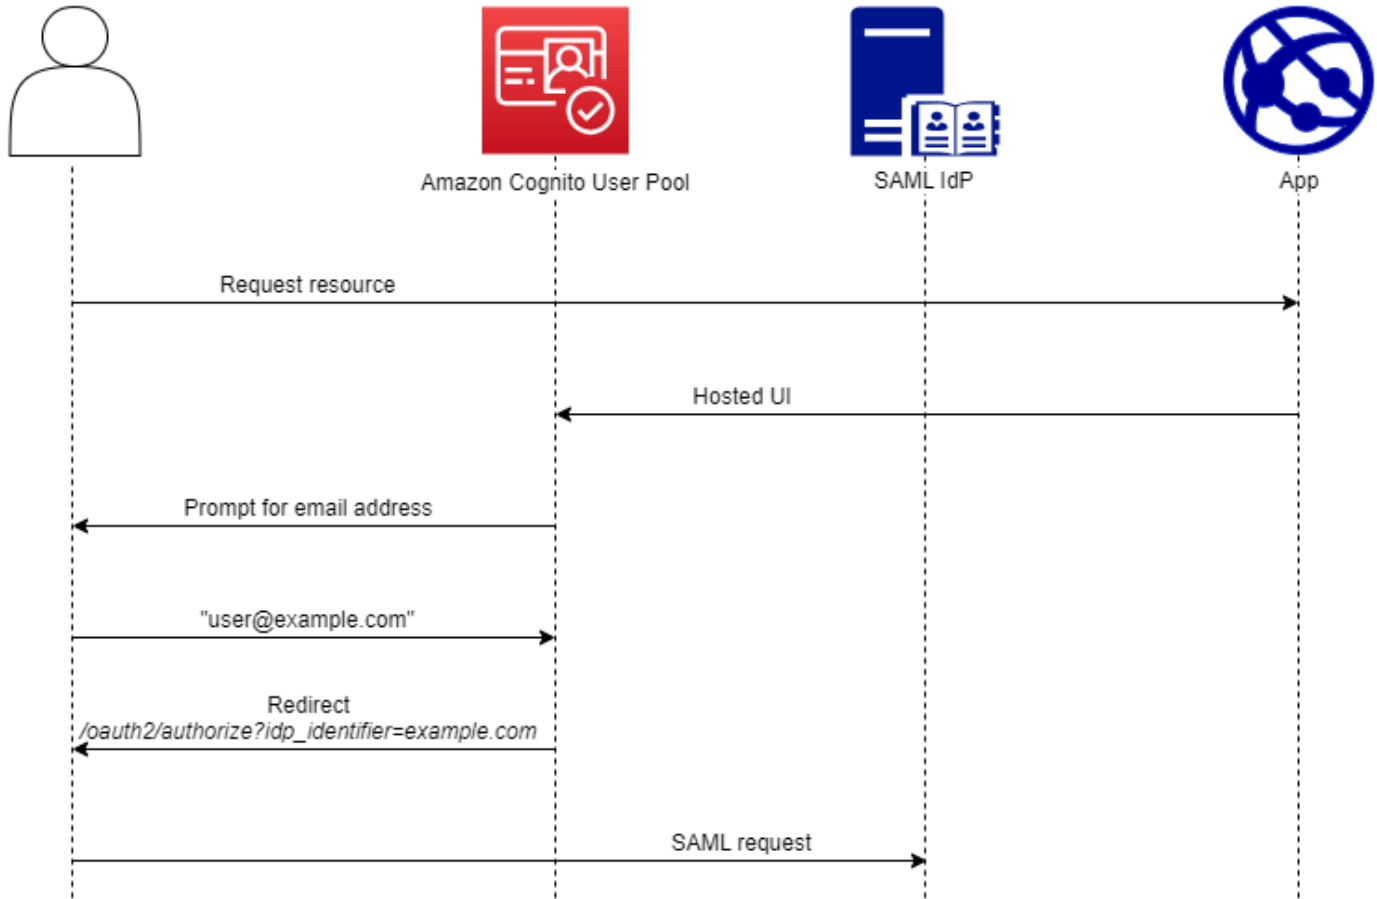 Amazon Cognito User Pool
SAML IdP
App
Request resource
Hosted UI
Prompt for email address
"user@example.com"
Redirect
/oauth2/authorize?idp_identifier=example.com
SAML request